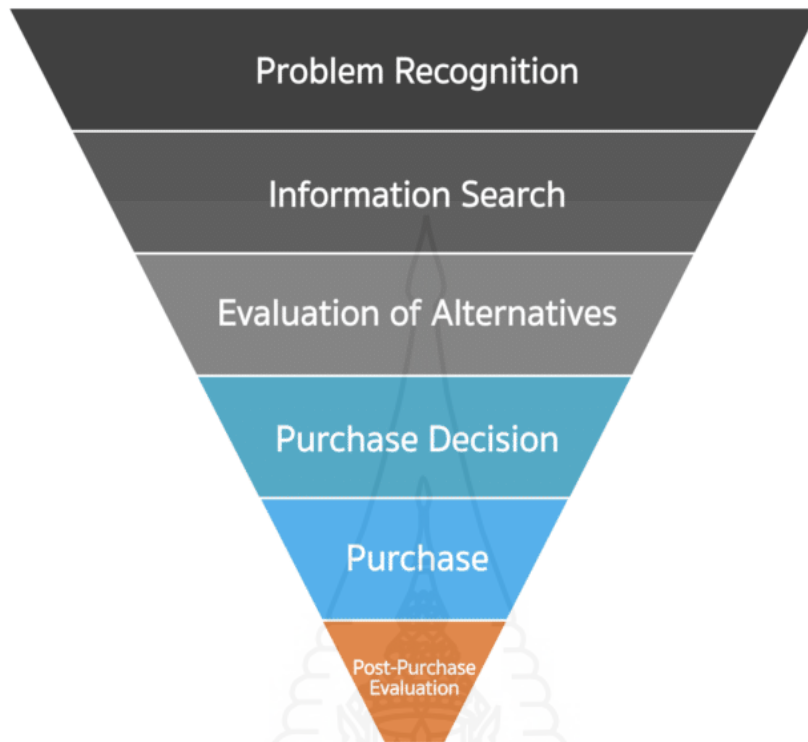 Problem Recognition
Information Search
Evaluation of Alternatives
Purchase Decision
Purchase
Post-Purchase
Evaluation